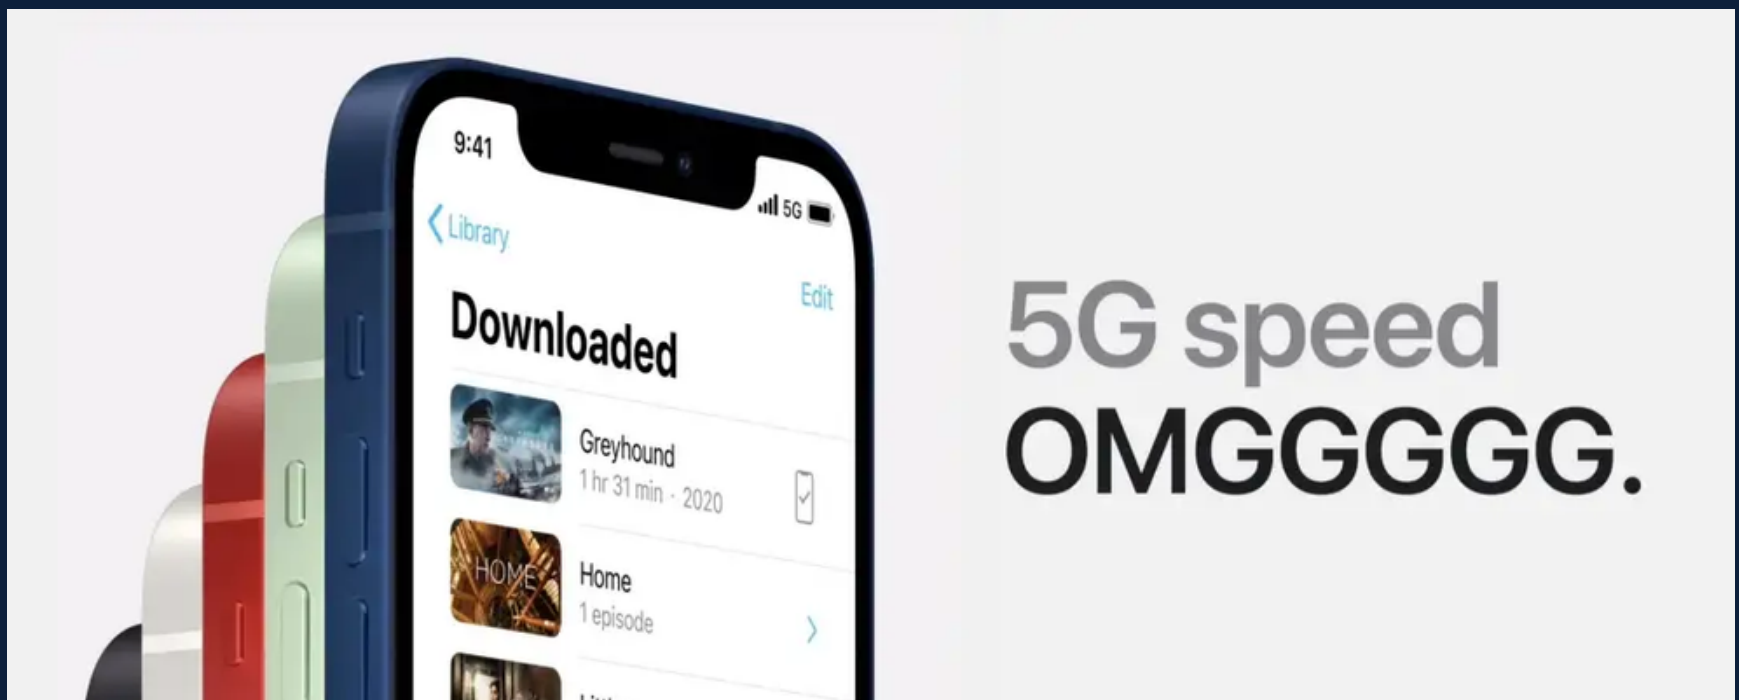 9:41
5G
Library
Edit
Downloaded
Greyhound
1 hr 31 min · 2020
HOME
Home
1 episode
5G speed
OMGGGGG.